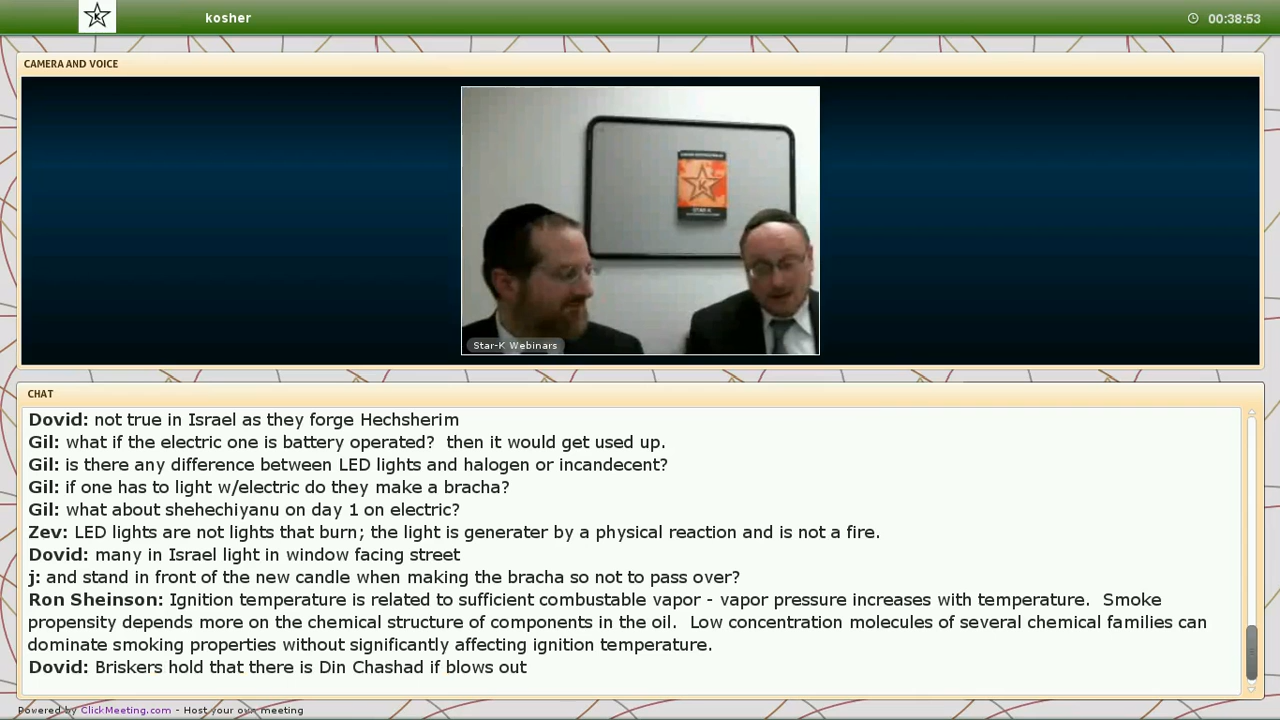 K
kosher
00:38:53
CAMERA AND VOICE
K
STAR-K
Star-K Webinars
CHAT
Dovid: not true in Israel as they forge Hechsherim
Gil: what if the electric one is battery operated?  then it would get used up.
Gil: is there any difference between LED lights and halogen or incandecent?
Gil: if one has to light w/electric do they make a bracha?
Gil: what about shehechiyanu on day 1 on electric?
Zev: LED lights are not lights that burn; the light is generater by a physical reaction and is not a fire.
Dovid: many in Israel light in window facing street
j: and stand in front of the new candle when making the bracha so not to pass over?
Ron Sheinson: Ignition temperature is related to sufficient combustable vapor - vapor pressure increases with temperature.  Smoke
propensity depends more on the chemical structure of components in the oil.  Low concentration molecules of several chemical families can
dominate smoking properties without significantly affecting ignition temperature.
Dovid: Briskers hold that there is Din Chashad if blows out
Powered by ClickMeeting.com - Host your own meeting